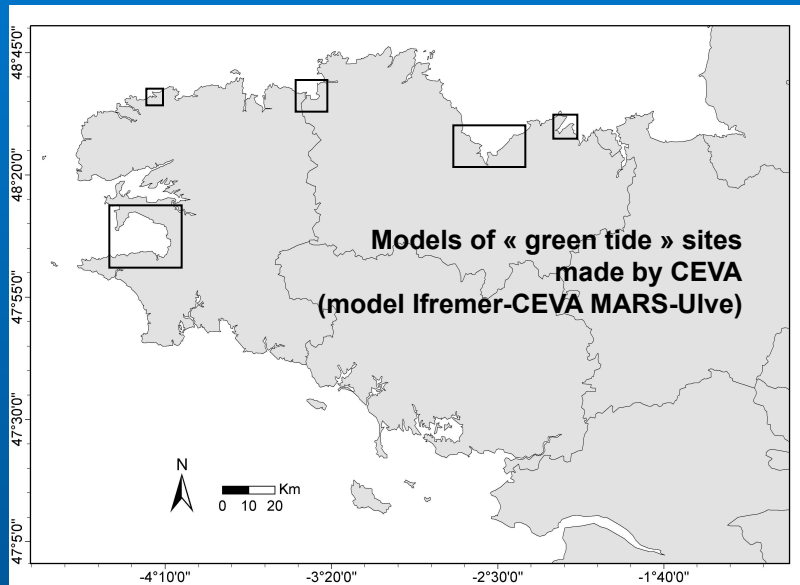 48°45'0"
48°20'0"
47°55'0"
47°30'0"
47°5'0"
Models of « green tide » sites
made by CEVA
(model Ifremer-CEVA MARS-Ulve)
N
Km
0 10 20
-4°10'0" -3°20'0" -2°30'0" -1°40'0"